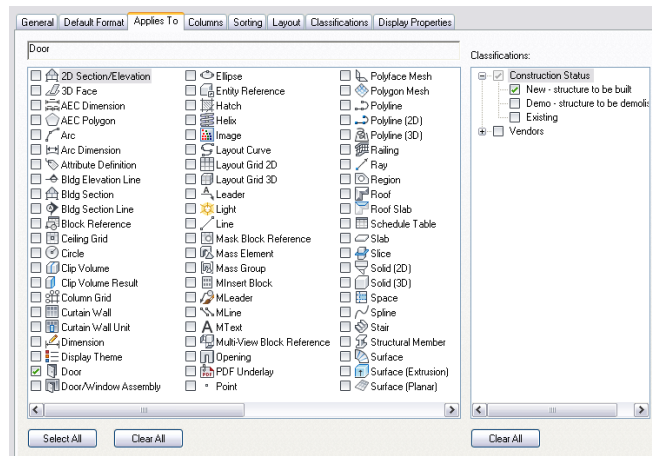 General Default Format Applies To Columns Sorting Layout Classifications Display Properties
Door
Classifications:
2D Section/Elevation
3D Face
AEC Dimension
AEC Polygon
Arc
Arc Dimension
Attribute Definition
Bldg Elevation Line
Bldg Section
Bldg Section Line
Block Reference
Ceiling Grid
Circle
Clip Volume
Clip Volume Result
Column Grid
Curtain Wall
Curtain Wall Unit
Dimension
Display Theme
Door
Door/Window Assembly
Ellipse
Entity Reference
Hatch
Helix
Image
Layout Curve
Layout Grid 2D
Layout Grid 3D
Leader
Light
Line
Mask Block Reference
Mass Element
Mass Group
MInsert Block
MLeader
MLine
MText
Multi-View Block Reference
Opening
PDF Underlay
Point
Polyface Mesh
Polygon Mesh
Polyline
Polyline (2D)
Polyline (3D)
Railing
Ray
Region
Roof
Roof Slab
Schedule Table
Slab
Slice
Solid (2D)
Solid (3D)
Space
Spline
Stair
Structural Member
Surface
Surface (Extrusion)
Surface (Planar)
Construction Status
New - structure to be built
Demo - structure to be demolis
Existing
Vendors
Select All
Clear All
Clear All